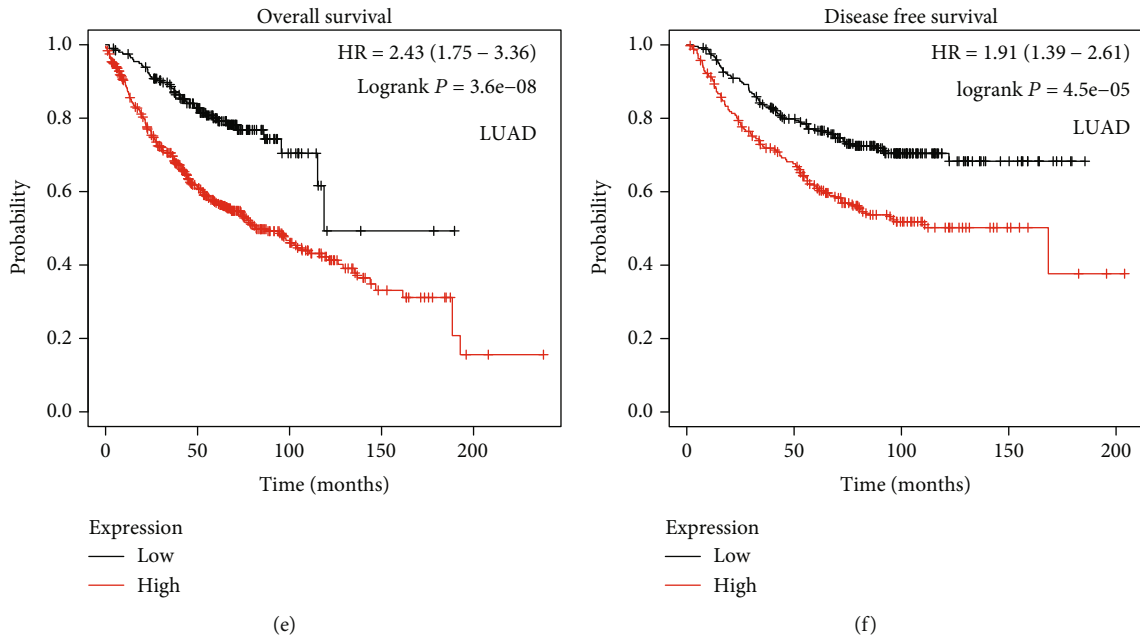 Overall survival
HR = 2.43 (1.75 – 3.36)
Logrank P = 3.6e–08
LUAD
1.0
0.8
0.6
0.4
0.2
0.0
Probability
0
50
100
150
200
Time (months)
Expression
Low
High
(e)
Disease free survival
HR = 1.91 (1.39 – 2.61)
logrank P = 4.5e–05
LUAD
1.0
0.8
0.6
0.4
0.2
0.0
Probability
0
50
100
150
200
Time (months)
Expression
Low
High
(f)